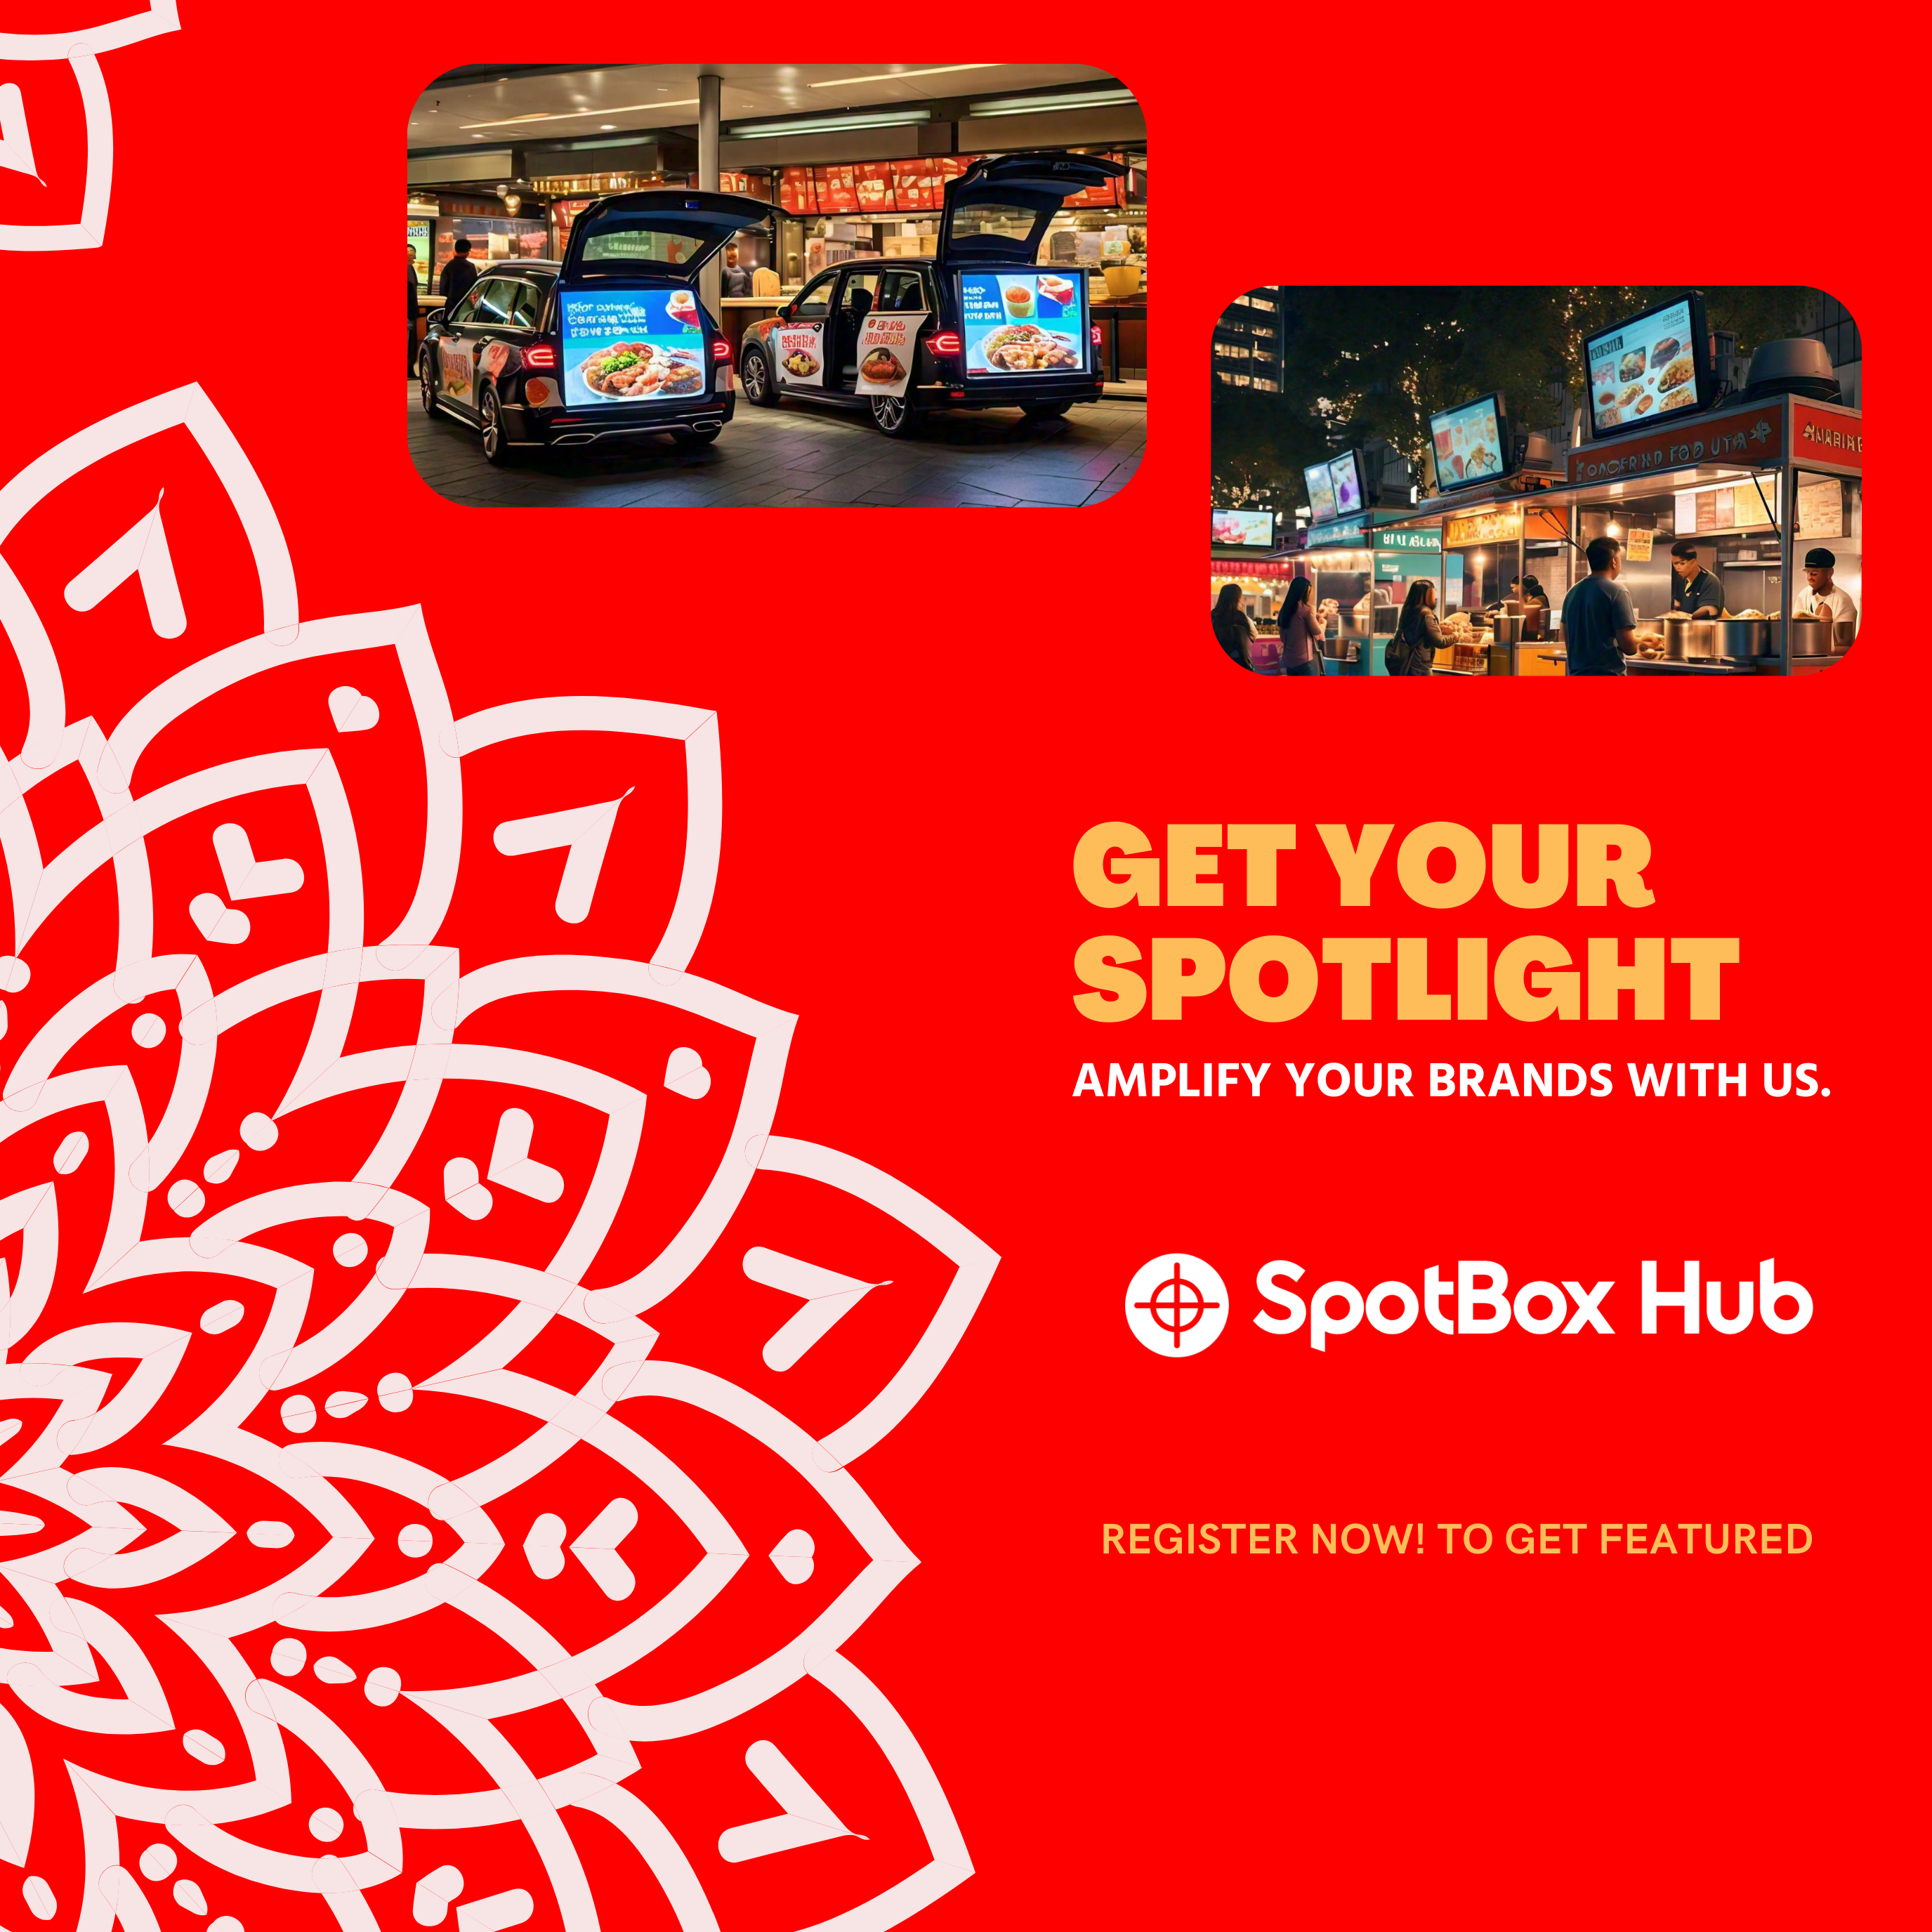 GET YOUR
SPOTLIGHT
AMPLIFY YOUR BRANDS WITH US.
SpotBox Hub
REGISTER NOW! TO GET FEATURED